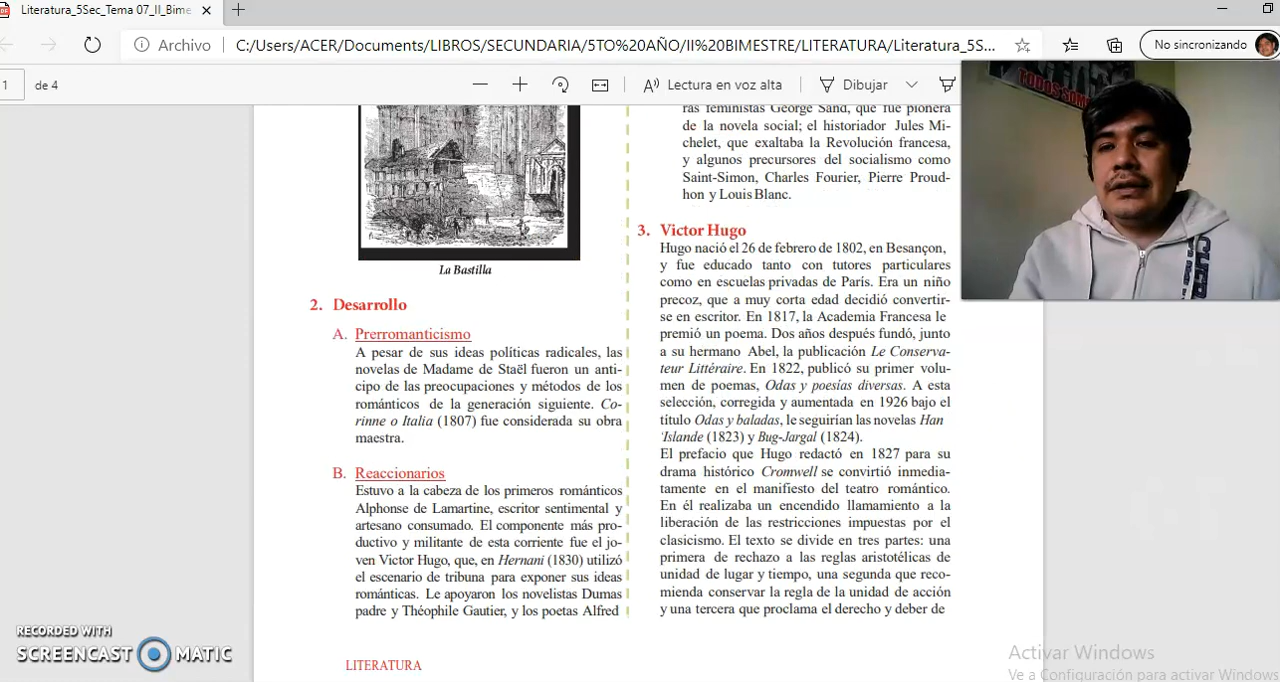 Literatura_5Sec_Tema 07_II_Bime
Archivo
C:/Users/ACER/Documents/LIBROS/SECUNDARIA/5TO%20AÑO/II%20BIMESTRE/LITERATURA/Literatura_5S...
No sincronizando
1 de 4
Lectura en voz alta
Dibujar
TODOS SOM
La Bastilla
2. Desarrollo
A. Prerromanticismo
A pesar de sus ideas políticas radicales, las
novelas de Madame de Staël fueron un anti-
cipo de las preocupaciones y métodos de los
románticos de la generación siguiente. Co-
rinne o Italia (1807) fue considerada su obra
maestra.
B. Reaccionarios
Estuvo a la cabeza de los primeros románticos
Alphonse de Lamartine, escritor sentimental y
artesano consumado. El componente más pro-
ductivo y militante de esta corriente fue el jo-
ven Victor Hugo, que, en Hernani (1830) utilizó
el escenario de tribuna para exponer sus ideas
románticas. Le apoyaron los novelistas Dumas
padre y Théophile Gautier, y los poetas Alfred
ras feministas George Sand, que fue pionera
de la novela social; el historiador Jules Mi-
chelet, que exaltaba la Revolución francesa,
y algunos precursores del socialismo como
Saint-Simon, Charles Fourier, Pierre Proud-
hon y Louis Blanc.
3. Victor Hugo
Hugo nació el 26 de febrero de 1802, en Besançon,
y fue educado tanto con tutores particulares
como en escuelas privadas de París. Era un niño
precoz, que a muy corta edad decidió convertir-
se en escritor. En 1817, la Academia Francesa le
premió un poema. Dos años después fundó, junto
a su hermano Abel, la publicación Le Conserva-
teur Littéraire. En 1822, publicó su primer volu-
men de poemas, Odas y poesías diversas. A esta
selección, corregida y aumentada en 1926 bajo el
título Odas y baladas, le seguirían las novelas Han
'Islande (1823) y Bug-Jargal (1824).
El prefacio que Hugo redactó en 1827 para su
drama histórico Cromwell se convirtió inmedia-
tamente en el manifiesto del teatro romántico.
En él realizaba un encendido llamamiento a la
liberación de las restricciones impuestas por el
clasicismo. El texto se divide en tres partes: una
primera de rechazo a las reglas aristotélicas de
unidad de lugar y tiempo, una segunda que reco-
mienda conservar la regla de la unidad de acción
y una tercera que proclama el derecho y deber de
LITERATURA
RECORDED WITH
SCREENCAST MATIC
Activar Windows
Ve a Configuración para activar Windows